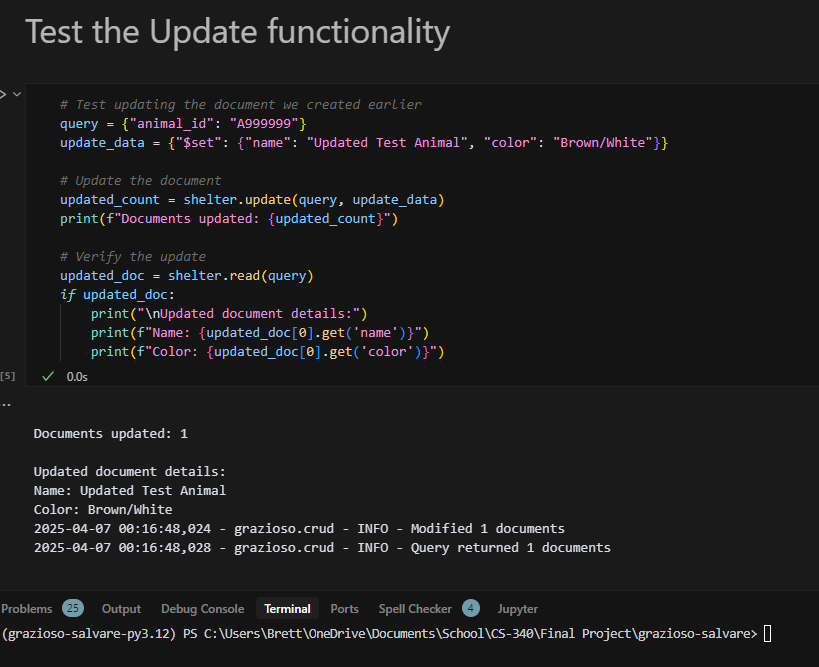 Test the Update functionality
# Test updating the document we created earlier
query = {"animal_id": "A999999"}
update_data = {"$set": {"name": "Updated Test Animal", "color": "Brown/White"}}
# Update the document
updated_count = shelter.update(query, update_data)
print(f"Documents updated: {updated_count}")
# Verify the update
updated_doc = shelter.read(query)
if updated_doc:
print("\nUpdated document details:")
print(f"Name: {updated_doc[0].get('name')}")
print(f"Color: {updated_doc[0].get('color')}")
[5] 0.0s
...
Documents updated: 1
Updated document details:
Name: Updated Test Animal
Color: Brown/White
2025-04-07 00:16:48,024 - grazioso.crud - INFO - Modified 1 documents
2025-04-07 00:16:48,028 - grazioso.crud - INFO - Query returned 1 documents
Problems 25 Output Debug Console Terminal Ports Spell Checker 4 Jupyter
(grazioso-salvare-py3.12) PS C:\Users\Brett\OneDrive\Documents\School\CS-340\Final Project\grazioso-salvare>